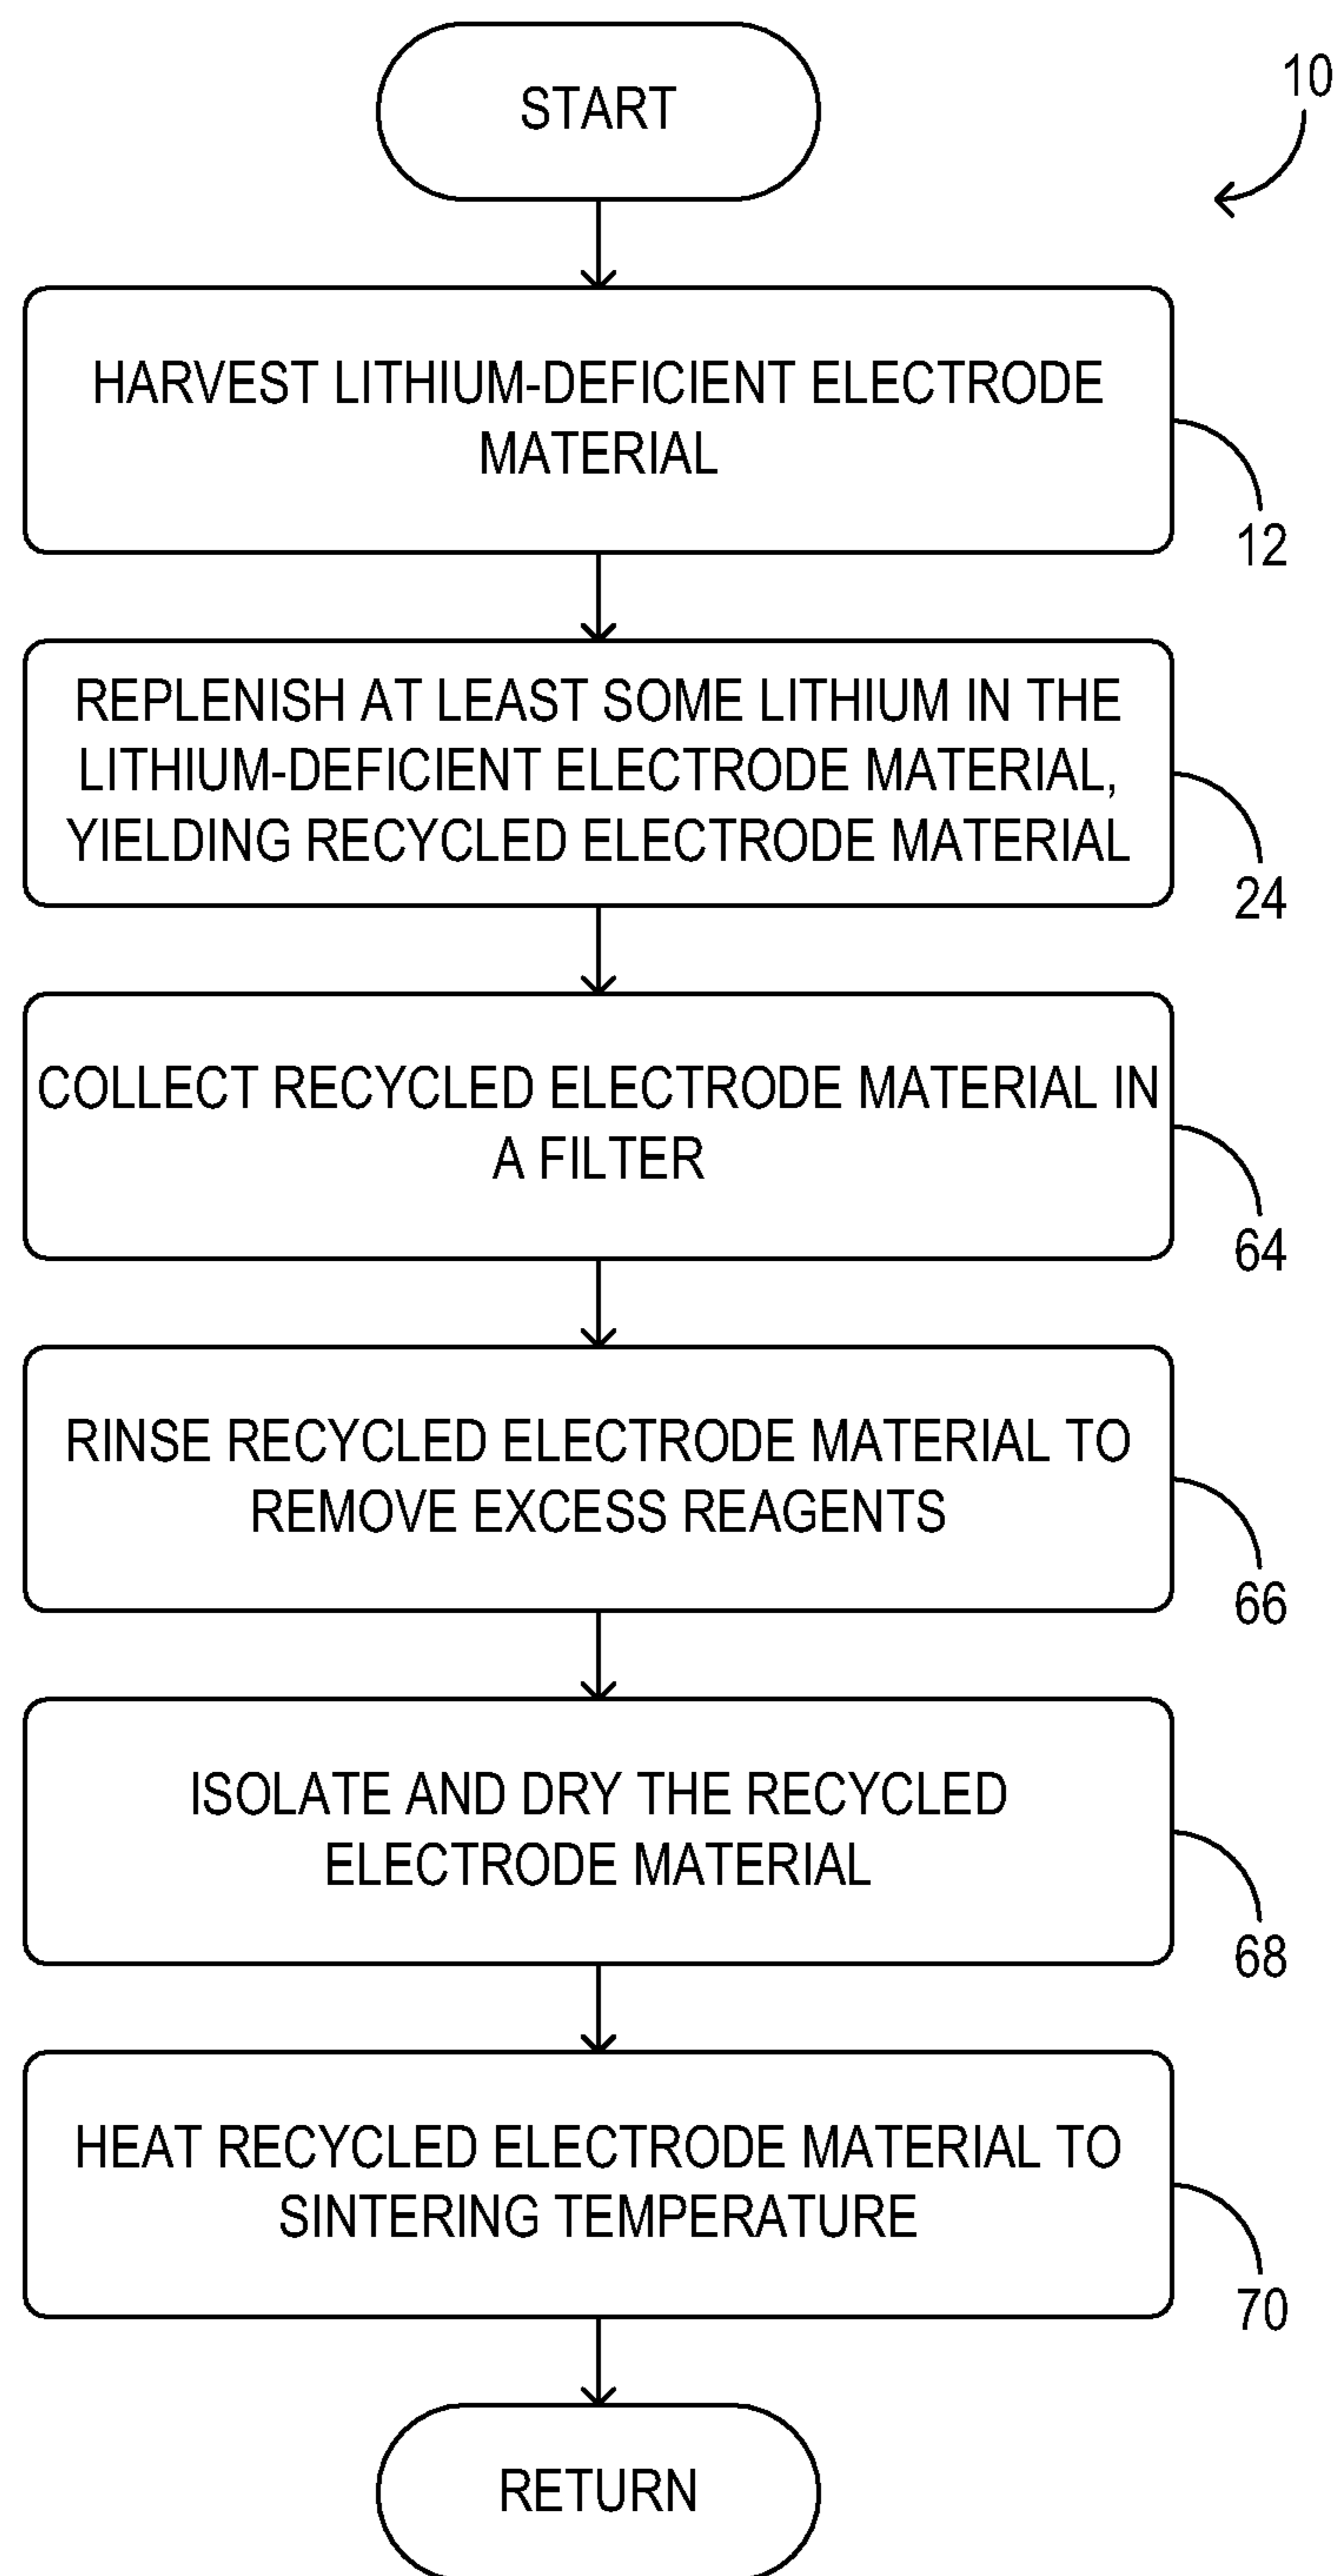 START
10
HARVEST LITHIUM-DEFICIENT ELECTRODE
MATERIAL
12
REPLENISH AT LEAST SOME LITHIUM IN THE
LITHIUM-DEFICIENT ELECTRODE MATERIAL,
YIELDING RECYCLED ELECTRODE MATERIAL
24
COLLECT RECYCLED ELECTRODE MATERIAL IN
A FILTER
64
RINSE RECYCLED ELECTRODE MATERIAL TO
REMOVE EXCESS REAGENTS
66
ISOLATE AND DRY THE RECYCLED
ELECTRODE MATERIAL
68
HEAT RECYCLED ELECTRODE MATERIAL TO
SINTERING TEMPERATURE
70
RETURN